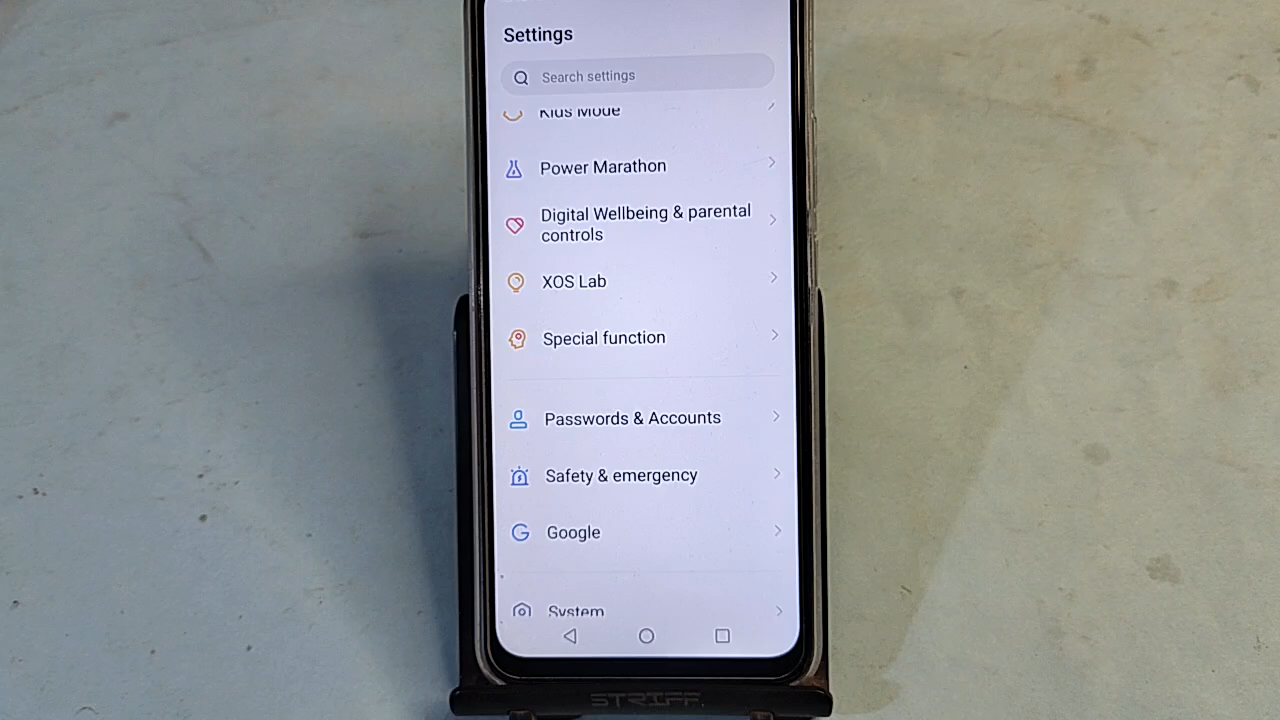 Settings
Search settings
Kids Mode
Power Marathon
Digital Wellbeing & parental
controls
XOS Lab
Special function
Passwords & Accounts
Safety & emergency
Google
System
STRIFF